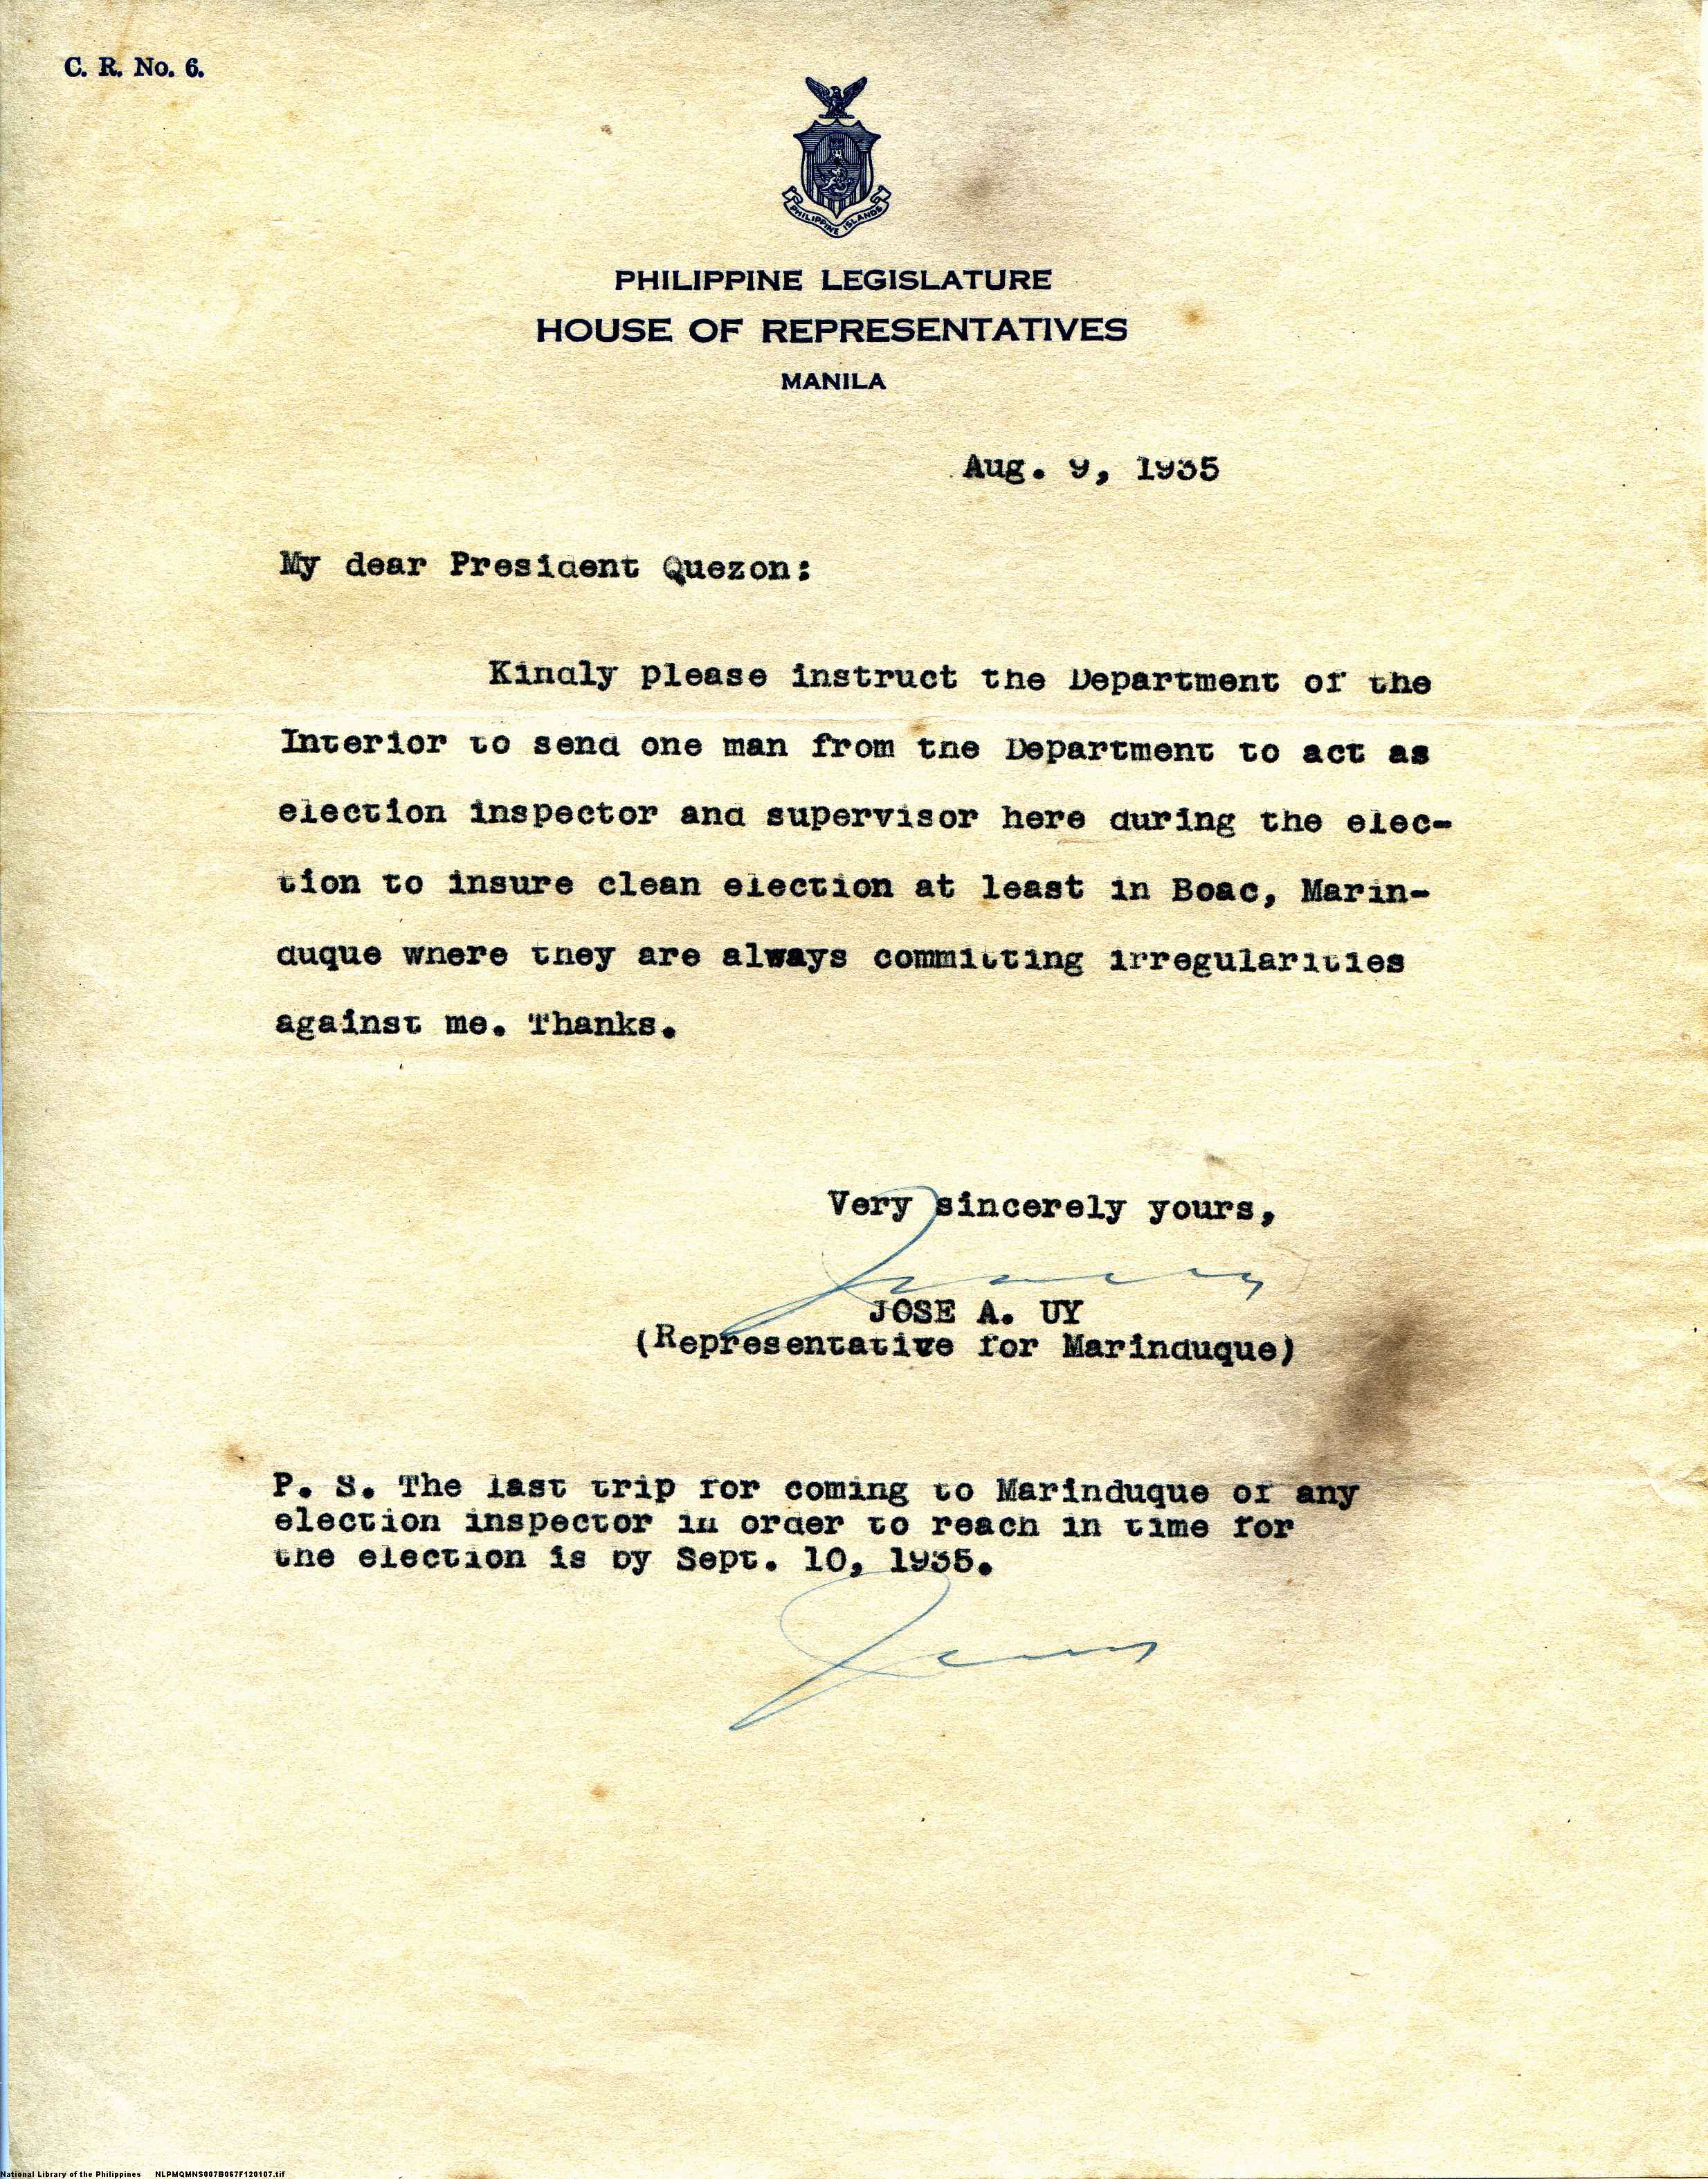 C. R. No. 6.
PHILIPPINE ISLANDS
PHILIPPINE LEGISLATURE
HOUSE OF REPRESENTATIVES
MANILA
Aug. 9, 1935
My dear President Quezon:
Kindly please instruct the Department of the
Interior to send one man from the Department to act as
election inspector and supervisor here during the elec-
tion to insure clean election at least in Boac, Marin-
duque where they are always committing irregularities
against me. Thanks.
Very sincerely yours,
JOSE A. UY
(Representative for Marinduque)
P. S. The last trip for coming to Marinduque of any
election inspector in order to reach in time for
the election is by Sept. 10, 1935.
National Library of the Philippines NLPMQMNS007B067F120107.tif